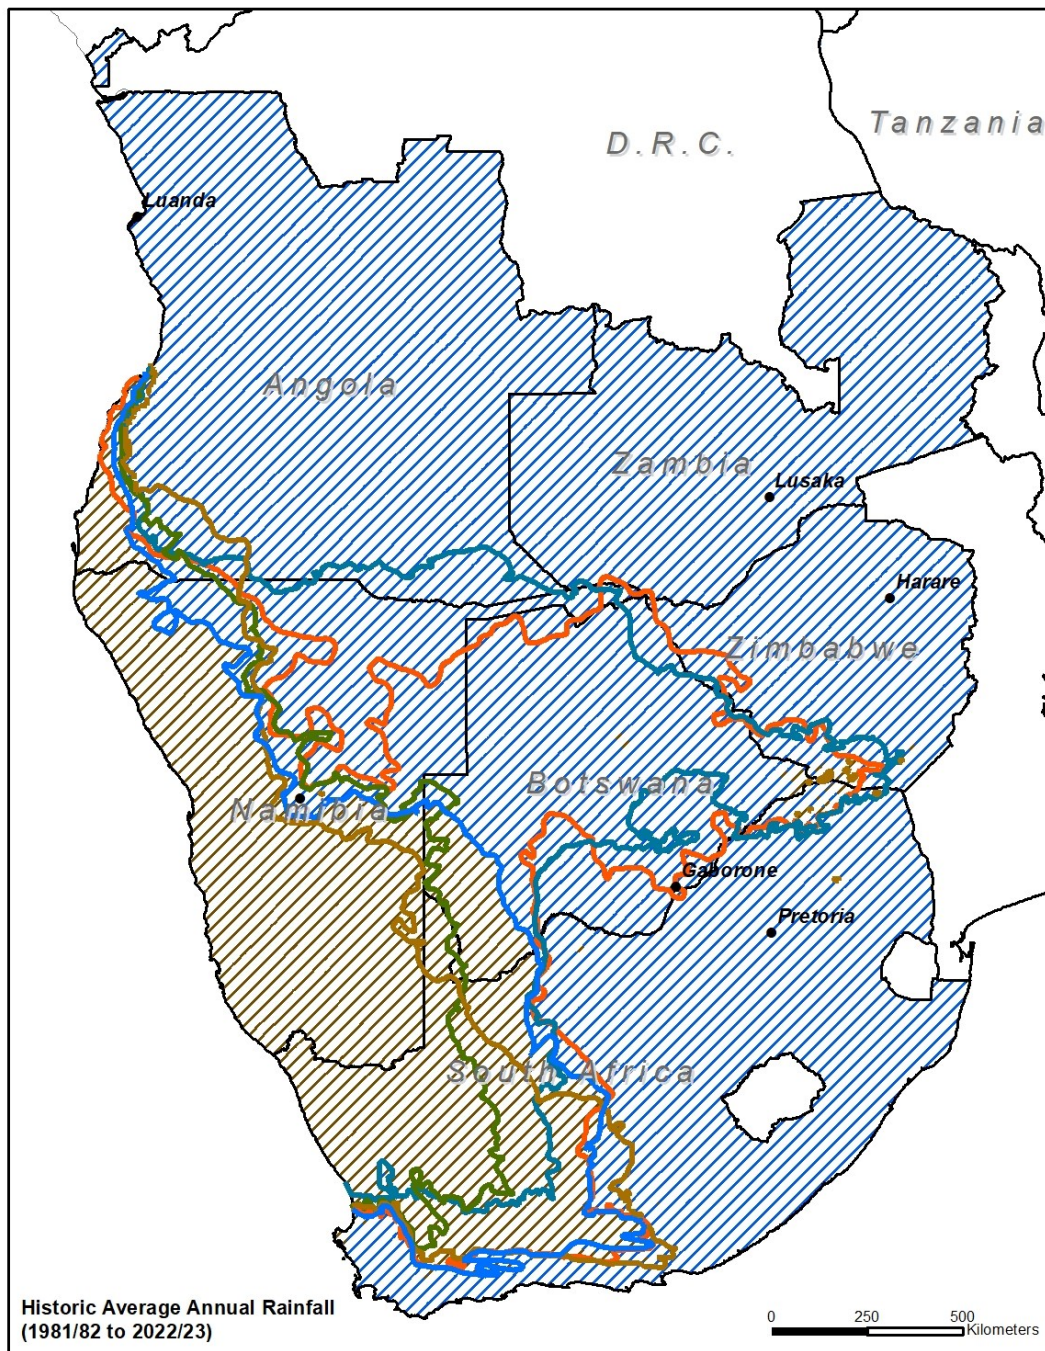 D.R.C.
Tanzania
Luanda
Angola
Zambia
Lusaka
Harare
Zimbabwe
Botswana
Namibia
Gaborone
Pretoria
South Africa
Historic Average Annual Rainfall
(1981/82 to 2022/23)
0 250 500
Kilometers